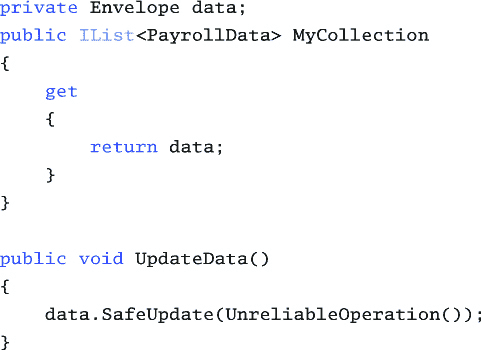 private Envelope data;
public IList<PayrollData> MyCollection
{
    get
    {
        return data;
    }
}

public void UpdateData()
{
    data.SafeUpdate(UnreliableOperation());
}